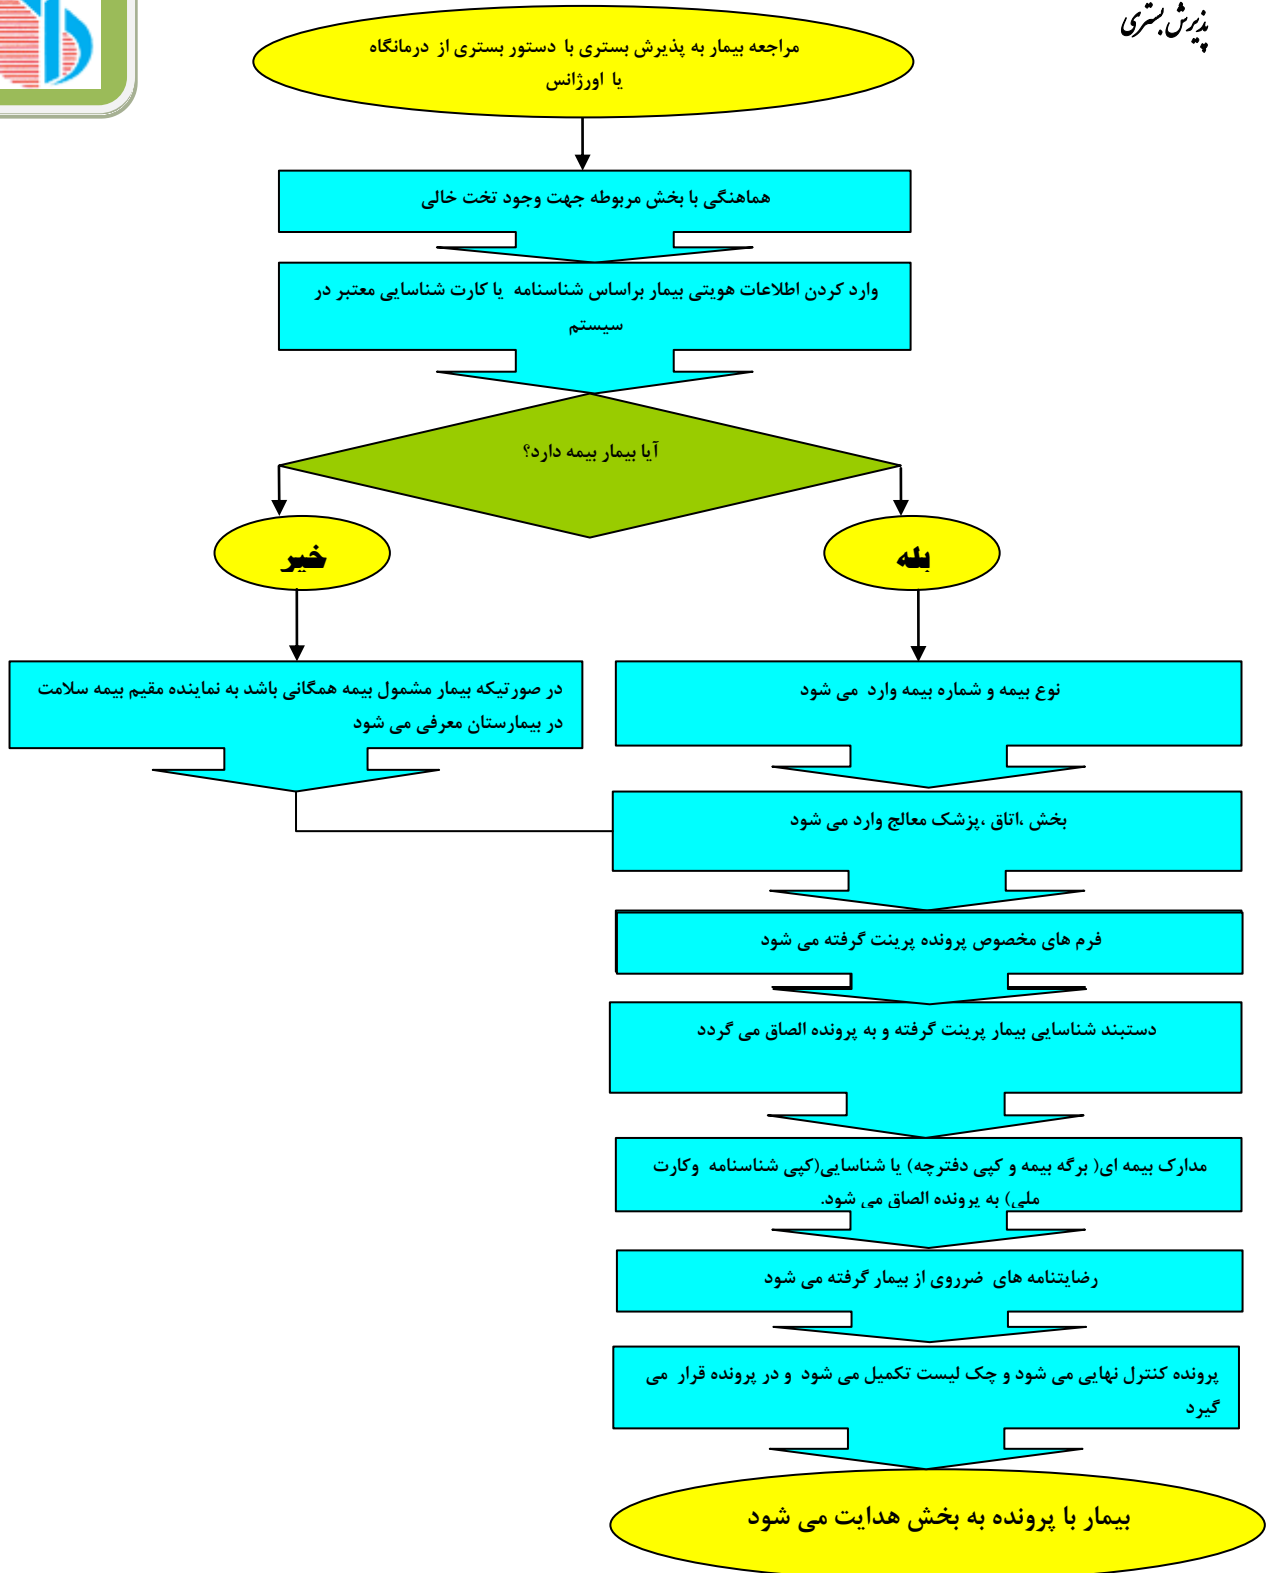 پذیرش بستری
مراجعه بیمار به پذیرش بستری با دستور بستری از درمانگاه
یا اورژانس
هماهنگی با بخش مربوطه جهت وجود تخت خالی
وارد کردن اطلاعات هویتی بیمار براساس شناسنامه یا کارت شناسایی معتبر در
سیستم
آیا بیمار بیمه دارد؟
بله
خیر
نوع بیمه و شماره بیمه وارد می شود
در صورتیکه بیمار مشمول بیمه همگانی باشد به نماینده مقیم بیمه سلامت
در بیمارستان معرفی می شود
بخش ،اتاق ،پزشک معالج وارد می شود
فرم های مخصوص پرونده پرینت گرفته می شود
دستبند شناسایی بیمار پرینت گرفته و به پرونده الصاق می گردد
مدارک بیمه ای( برگه بیمه و کپی دفترچه) یا شناسایی(کپی شناسنامه وکارت
ملی) به پرونده الصاق می شود.
رضایتنامه های ضرروی از بیمار گرفته می شود
پرونده کنترل نهایی می شود و چک لیست تکمیل می شود و در پرونده قرار می
گیرد
بیمار با پرونده به بخش هدایت می شود